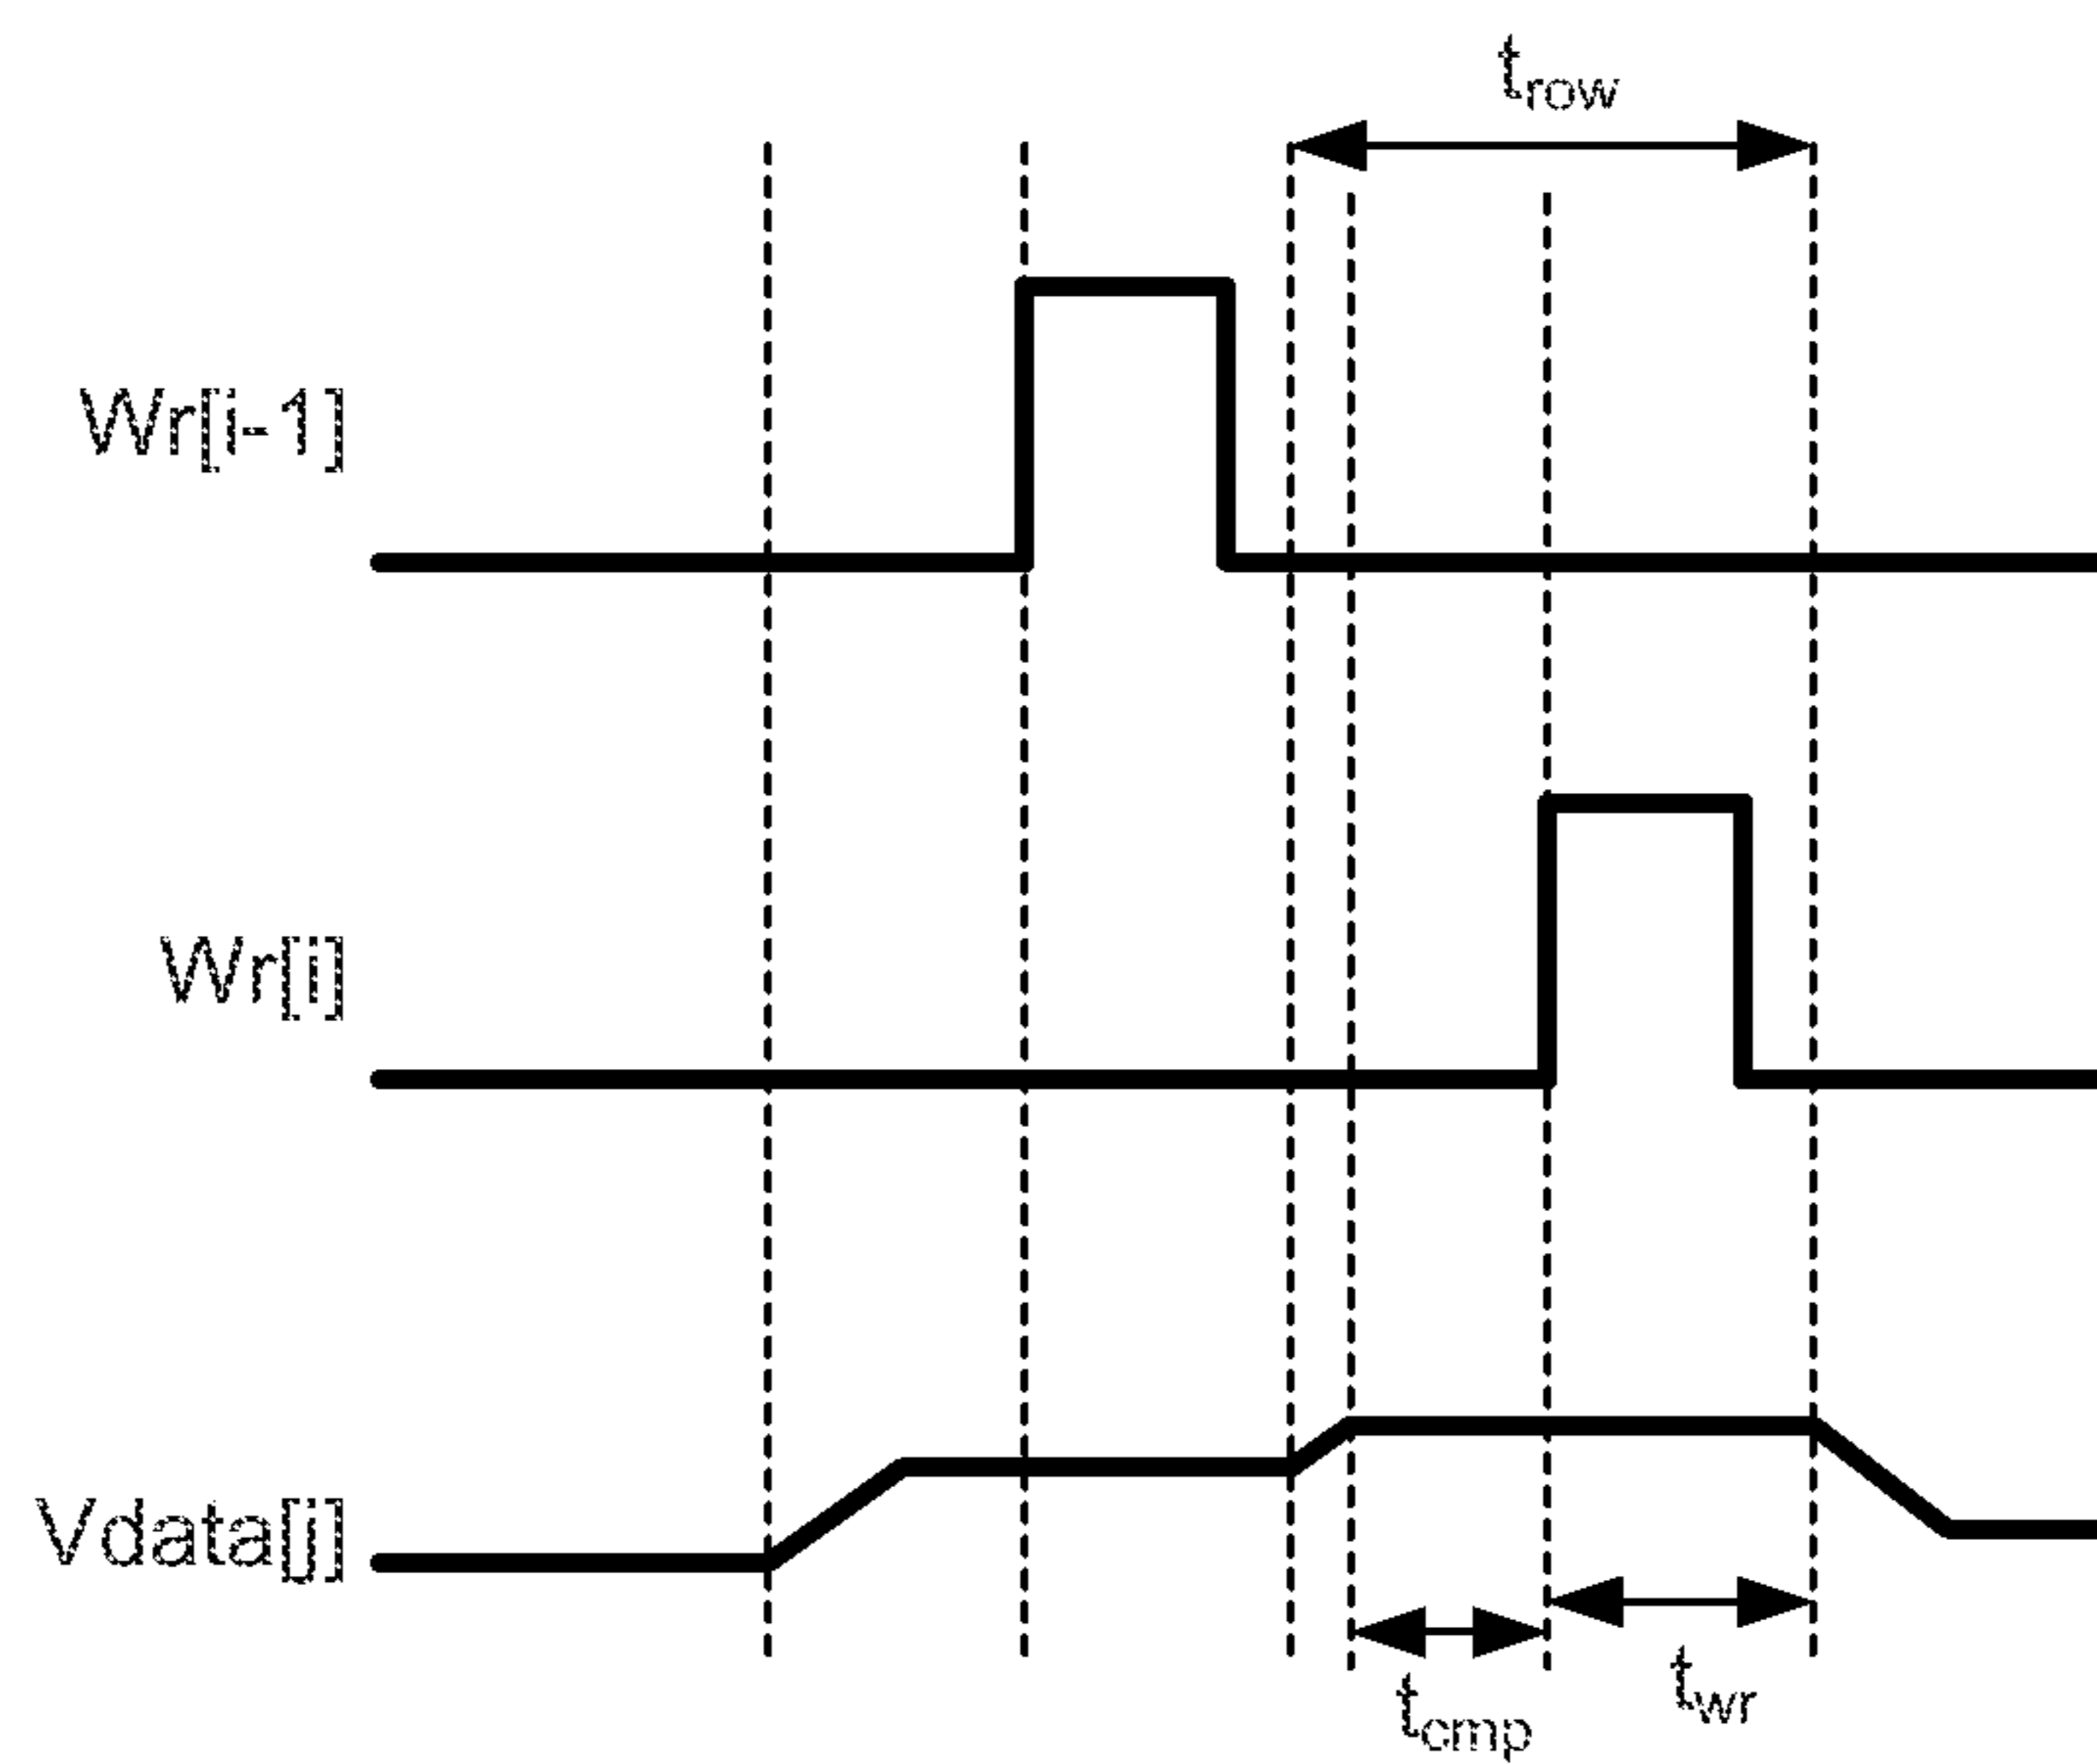 t_row
Wr[i-1]
Wr[i]
Vdata[j]
t_cmp
t_wr